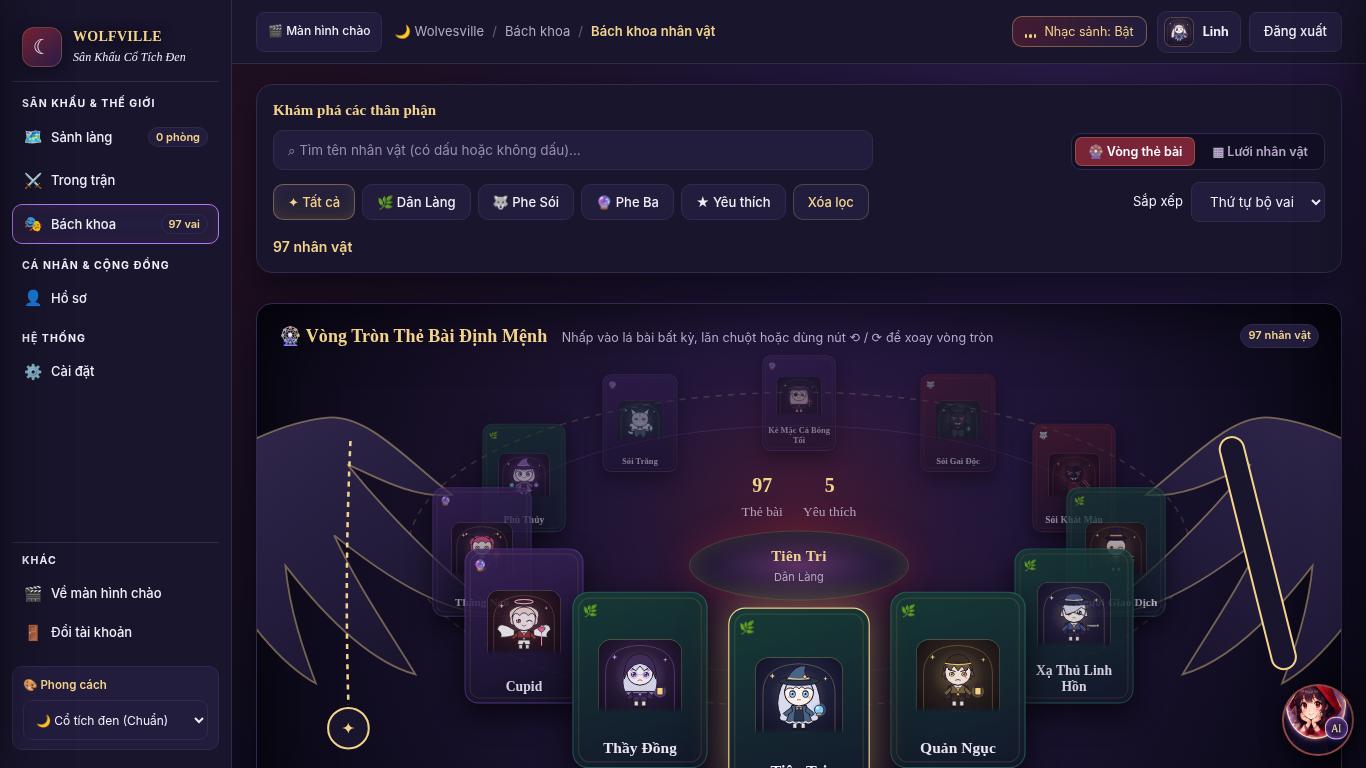 WOLFVILLE
Sân Khấu Cổ Tích Đen
SÂN KHẤU & THẾ GIỚI
Sảnh làng
0 phòng
Trong trận
Bách khoa
97 vai
CÁ NHÂN & CỘNG ĐỒNG
Hồ sơ
HỆ THỐNG
Cài đặt
KHÁC
Về màn hình chào
Đổi tài khoản
Phong cách
Cổ tích đen (Chuẩn)
Màn hình chào
Wolvesville / Bách khoa / Bách khoa nhân vật
Nhạc sảnh: Bật
Linh
Đăng xuất
Khám phá các thân phận
Tìm tên nhân vật (có dấu hoặc không dấu)...
Vòng thẻ bài
Lưới nhân vật
Tất cả
Dân Làng
Phe Sói
Phe Ba
Yêu thích
Xóa lọc
Sắp xếp
Thứ tự bộ vai
97 nhân vật
Vòng Tròn Thẻ Bài Định Mệnh
Nhấp vào lá bài bất kỳ, lăn chuột hoặc dùng nút ⟲ / ⟳ để xoay vòng tròn
97 nhân vật
Kẻ Mặc Cả Bóng
Tối
Sói Trắng
Sói Gai Độc
Phù Thủy
Sói Khát Máu
97
Thẻ bài
5
Yêu thích
Tiên Tri
Dân Làng
Giao Dịch
Cupid
Xạ Thủ Linh
Hồn
Thầy Đồng
Tiên Tri
Quản Ngục
AI